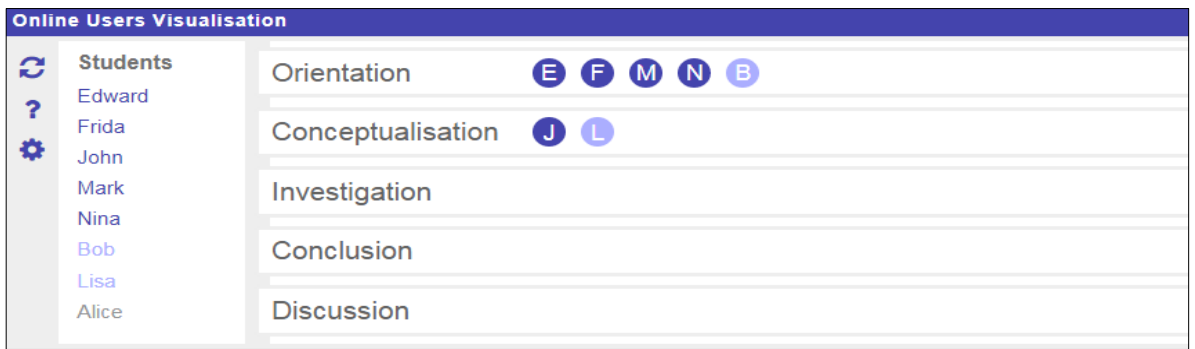 Online Users Visualisation
Students
Edward
Frida
John
Mark
Nina
Bob
Lisa
Alice
Orientation E F M N B
Conceptualisation J L
Investigation
Conclusion
Discussion
?